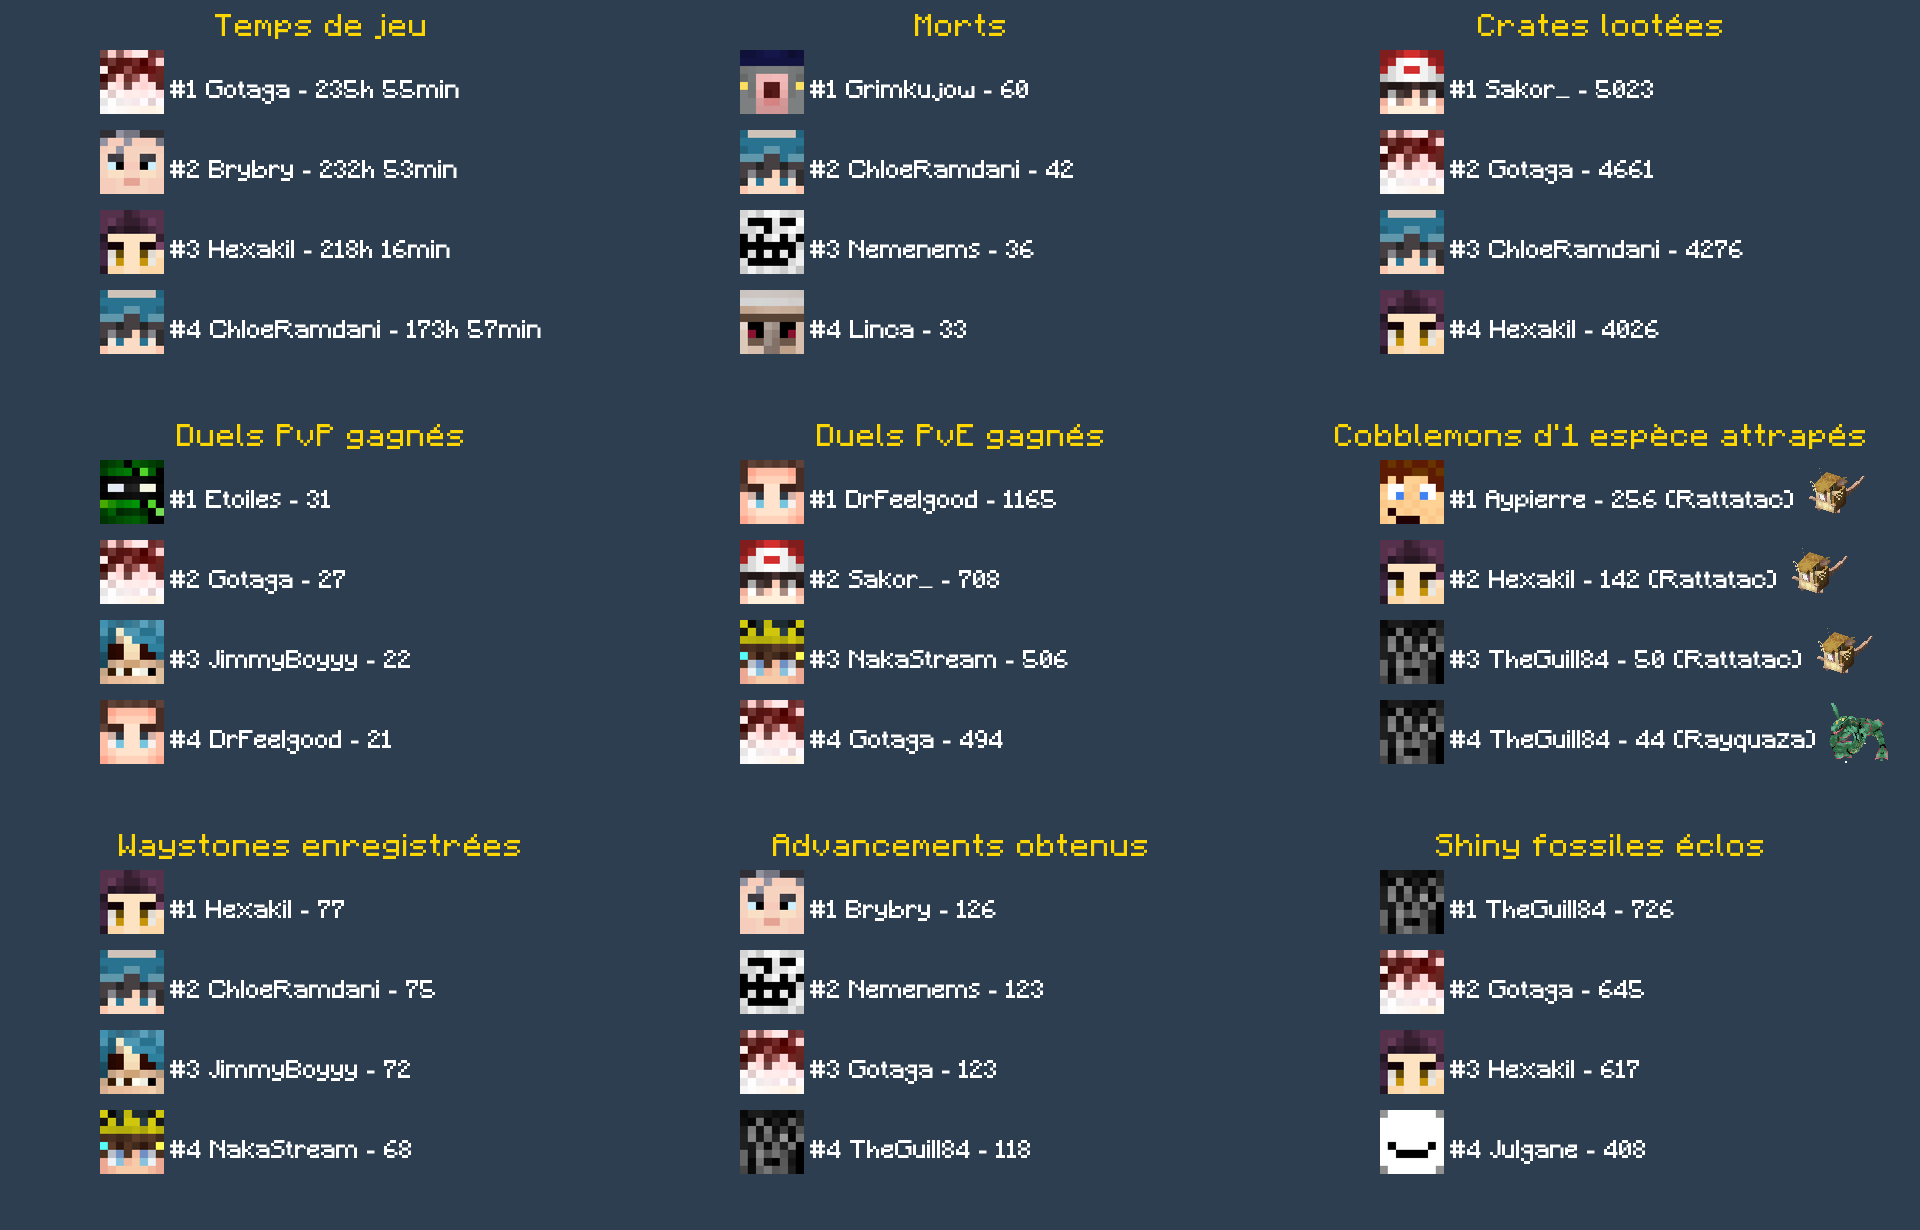 Temps de jeu
#1 Gotaga - 235h 55min
#2 Brybry - 232h 53min
#3 Hexakil - 218h 16min
#4 ChloeRamdani - 173h 57min
Morts
#1 Grimkujow - 60
#2 ChloeRamdani - 42
#3 Nemenems - 36
#4 Linca - 33
Crates lootées
#1 Sakor_ - 5023
#2 Gotaga - 4661
#3 ChloeRamdani - 4276
#4 Hexakil - 4026
Duels PvP gagnés
#1 Etoiles - 31
#2 Gotaga - 27
#3 JimmyBoyyy - 22
#4 DrFeelgood - 21
Duels PvE gagnés
#1 DrFeelgood - 1165
#2 Sakor_ - 708
#3 NakaStream - 506
#4 Gotaga - 494
Cobblemons d'1 espèce attrapés
#1 Aypierre - 256 (Rattatac)
#2 Hexakil - 142 (Rattatac)
#3 TheGuill84 - 50 (Rattatac)
#4 TheGuill84 - 44 (Rayquaza)
Waystones enregistrées
#1 Hexakil - 77
#2 ChloeRamdani - 75
#3 JimmyBoyyy - 72
#4 NakaStream - 68
Advancements obtenus
#1 Brybry - 126
#2 Nemenems - 123
#3 Gotaga - 123
#4 TheGuill84 - 118
Shiny fossiles éclos
#1 TheGuill84 - 726
#2 Gotaga - 645
#3 Hexakil - 617
#4 Julgane - 408